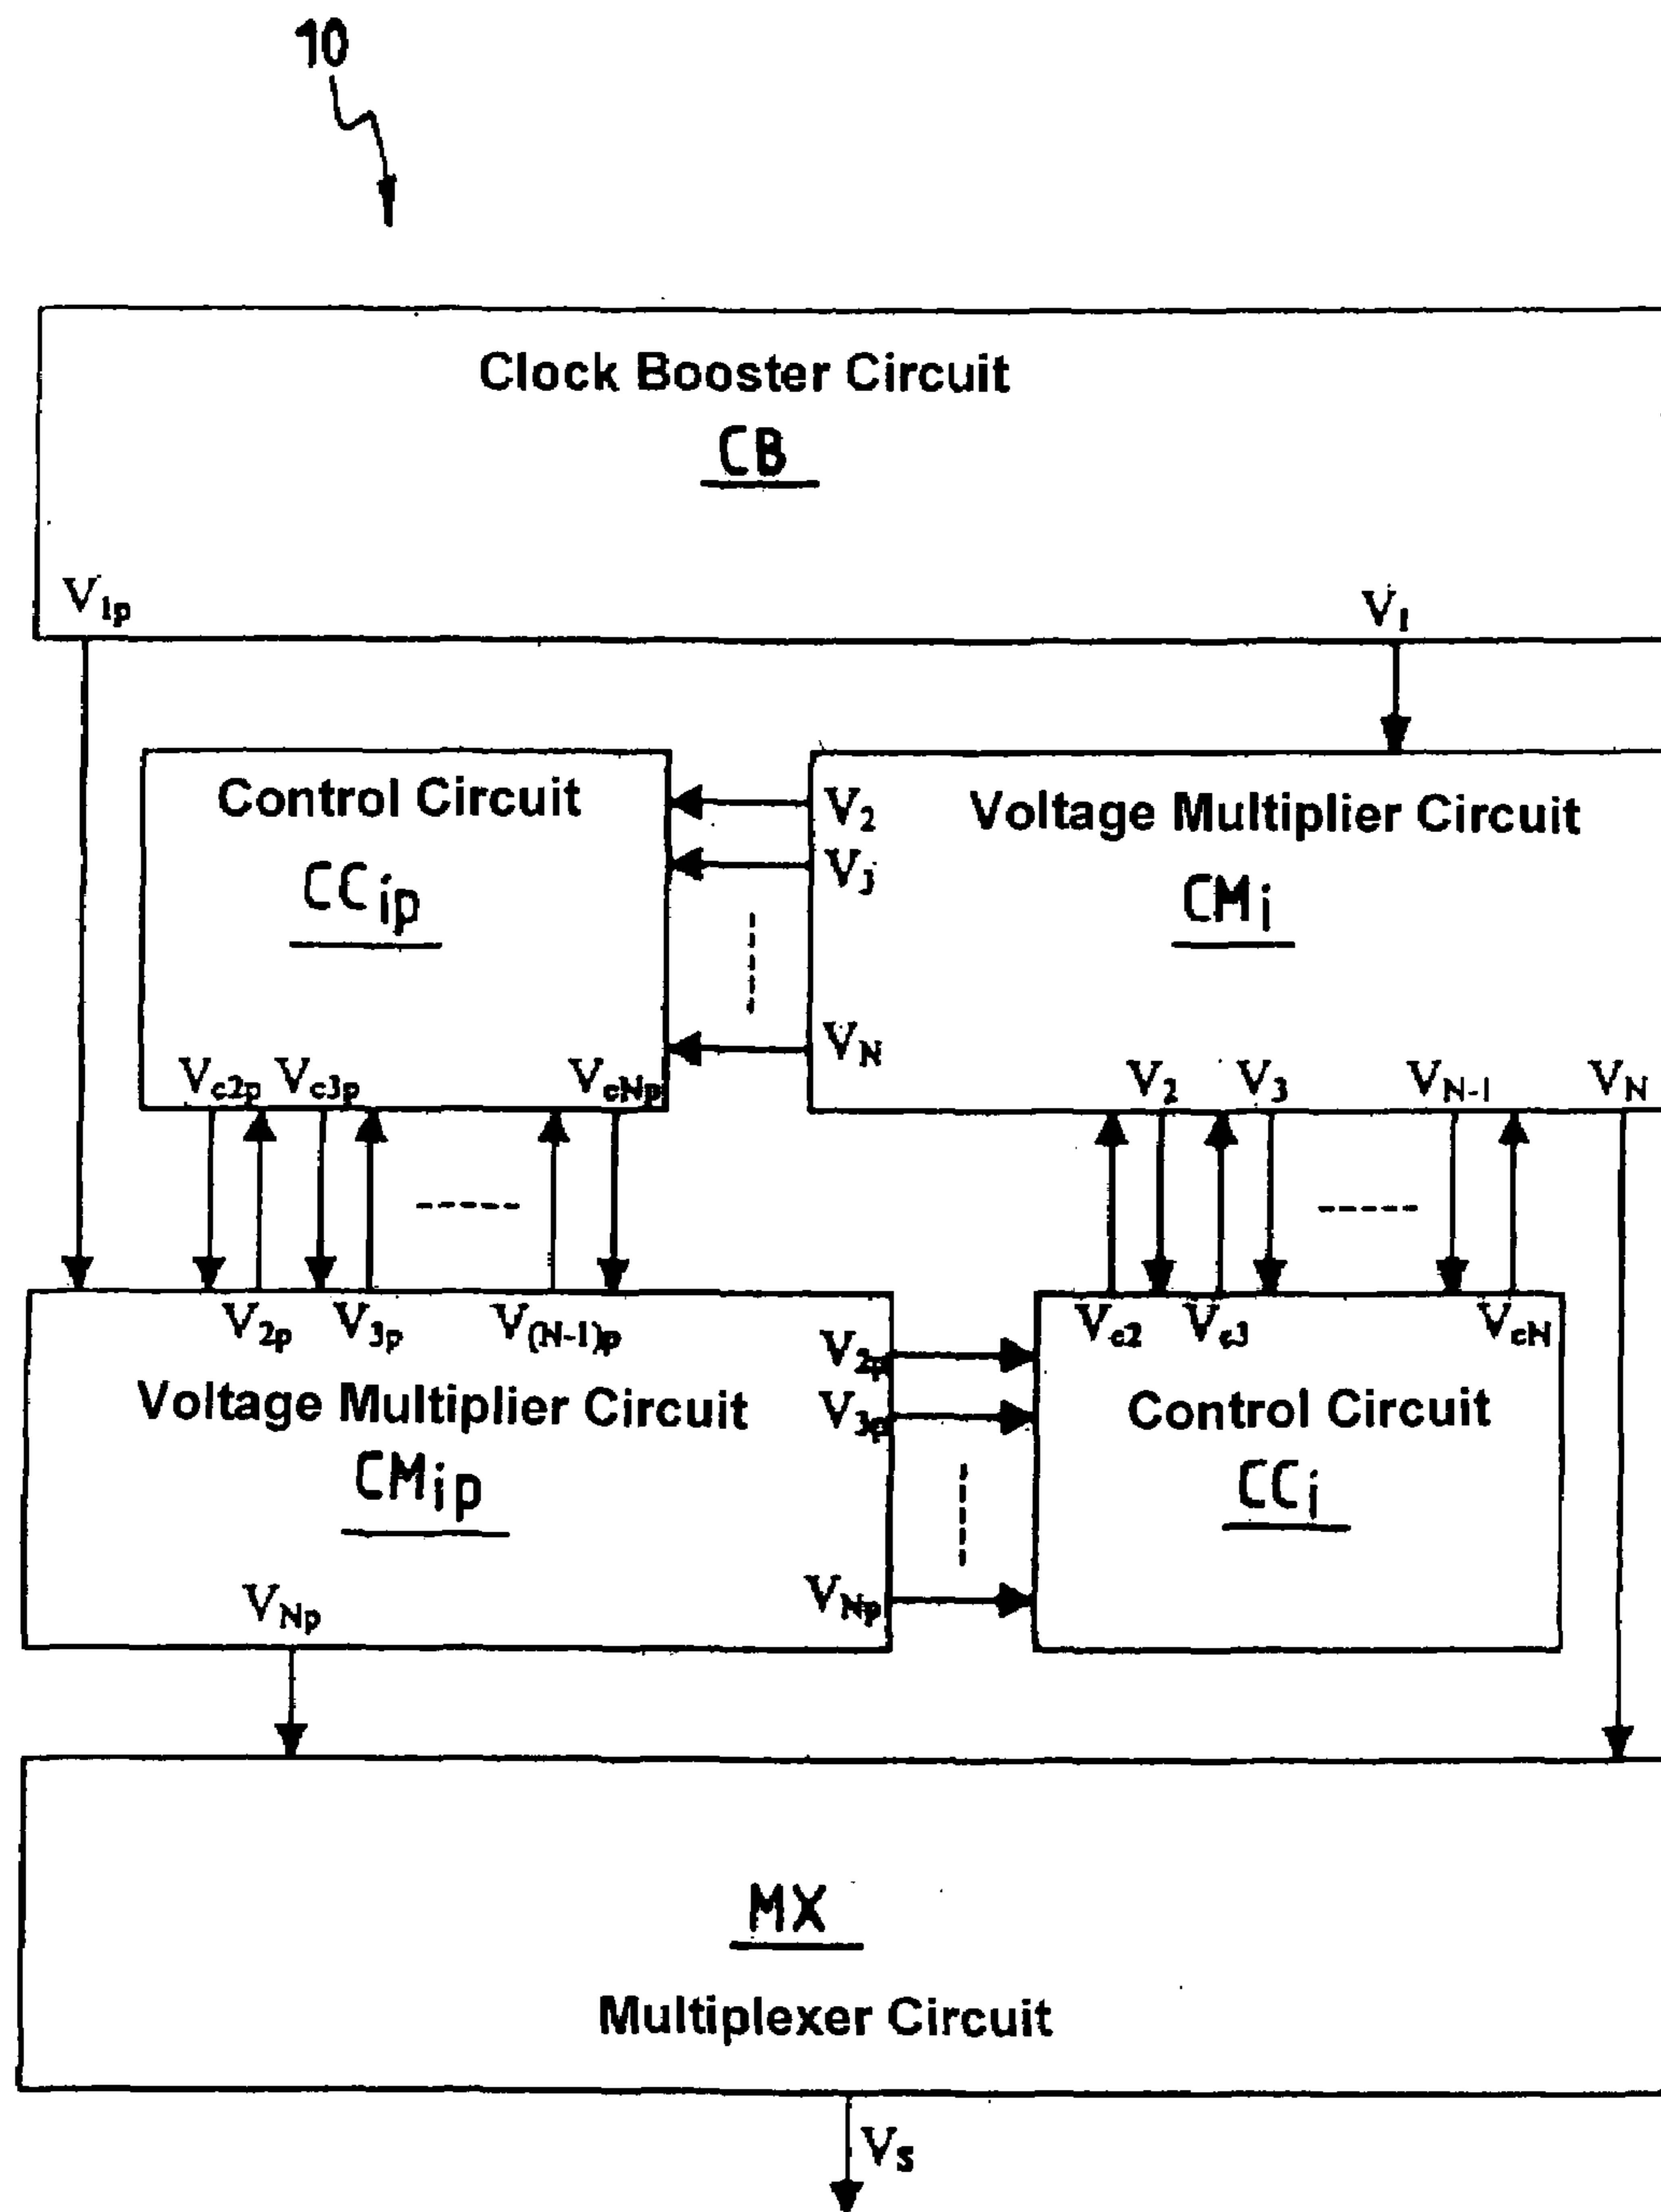 10
Clock Booster Circuit
CB
V1p
V1
Control Circuit
CCip
V2
V3
VN
Voltage Multiplier Circuit
CMi
Vc2p Vc3p VcNp
V2 V3 VN-1 VN
V2p V3p V(N-1)p
Voltage Multiplier Circuit
CMip
V2p
V3p
VNp
VNp
Vc2 Vc3 VcN
Control Circuit
CCi
MX
Multiplexer Circuit
VS